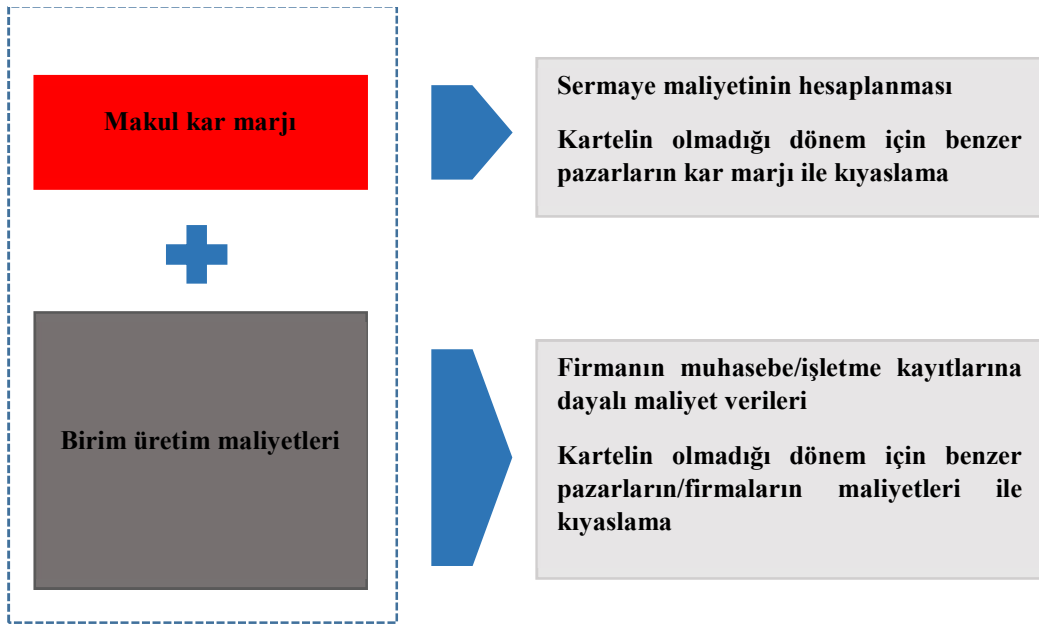 Makul kar marjı
Sermaye maliyetinin hesaplanması
Kartelin olmadığı dönem için benzer
pazarların kar marjı ile kıyaslama
Birim üretim maliyetleri
Firmanın muhasebe/işletme kayıtlarına
dayalı maliyet verileri
Kartelin olmadığı dönem için benzer
pazarların/firmaların maliyetleri ile
kıyaslama